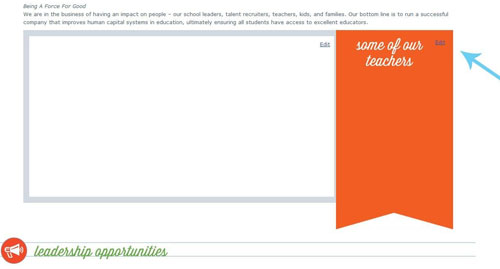 Being A Force For Good
We are in the business of having an impact on people – our school leaders, talent recruiters, teachers, kids, and families. Our bottom line is to run a successful
company that improves human capital systems in education, ultimately ensuring all students have access to excellent educators.
Edit
some of our
teachers
Edit
leadership opportunities